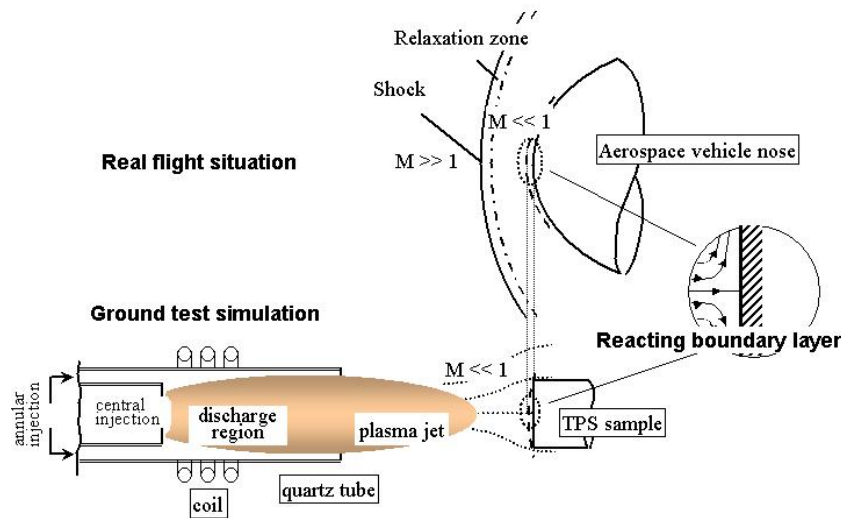 Relaxation zone
Shock
M << 1
Real flight situation
M >> 1
Aerospace vehicle nose
Ground test simulation
Reacting boundary layer
M << 1
annular
injection
central
injection
discharge
region
plasma jet
TPS sample
quartz tube
coil